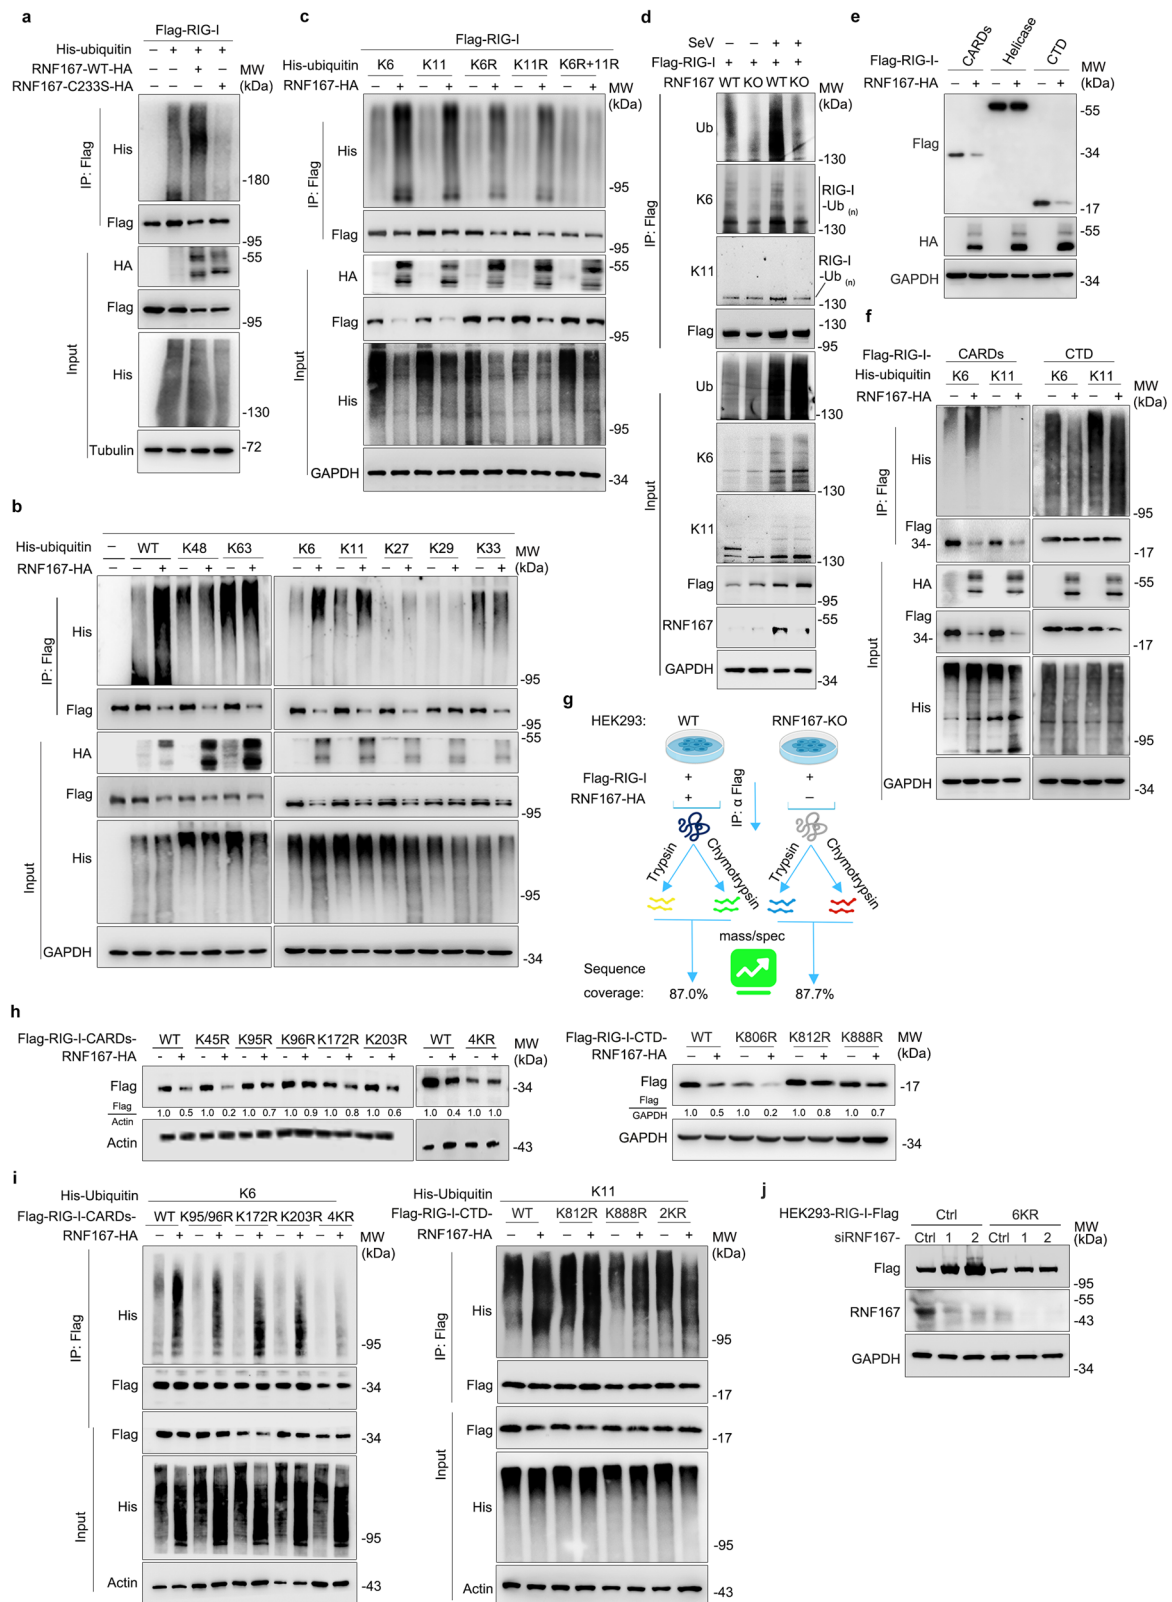 a
Flag-RIG-I
His-ubiquitin – + + +
RNF167-WT-HA – – + –
RNF167-C233S-HA – – – +
MW
(kDa)
IP: Flag
His
-180
Flag
-95
Input
HA
-55
Flag
-95
His
-130
Tubulin
-72
b
His-ubiquitin – WT K48 K63 K6 K11 K27 K29 K33
RNF167-HA – – + – + – + – + – + – + – + – +
MW
(kDa)
IP: Flag
His
-95
Flag
-95
Input
HA
-55
Flag
-95
His
-95
GAPDH
-34
c
Flag-RIG-I
His-ubiquitin K6 K11 K6R K11R K6R+11R
RNF167-HA – + – + – + – + – +
MW
(kDa)
IP: Flag
His
-95
Flag
-95
Input
HA
-55
Flag
-95
His
-95
GAPDH
-34
d
SeV – – + +
Flag-RIG-I + + + +
RNF167 WT KO WT KO
MW
(kDa)
IP: Flag
Ub
-130
K6
RIG-I
-Ub (n)
-130
K11
RIG-I
-Ub (n)
-130
Flag
-130
-95
Input
Ub
-130
K6
-130
K11
-130
Flag
-95
RNF167
-55
GAPDH
-34
e
Flag-RIG-I- CARDs Helicase CTD
RNF167-HA – + – + – +
MW
(kDa)
Flag
-55
-34
-17
HA
-55
GAPDH
-34
f
Flag-RIG-I- CARDs CTD
His-ubiquitin K6 K11 K6 K11
RNF167-HA – + – + – + – +
MW
(kDa)
IP: Flag
His
-95
Flag
34-
-17
Input
HA
Flag
34-
-17
His
-95
GAPDH
-34
g
HEK293: WT RNF167-KO
Flag-RIG-I + +
RNF167-HA + –
IP: α Flag
Trypsin Chymotrypsin Trypsin Chymotrypsin
mass/spec
Sequence
coverage: 87.0% 87.7%
h
Flag-RIG-I-CARDs- WT K45R K95R K96R K172R K203R WT 4KR
RNF167-HA – + – + – + – + – + – + – + – +
MW
(kDa)
Flag
-34
Flag
Actin
1.0 0.5 1.0 0.2 1.0 0.7 1.0 0.9 1.0 0.8 1.0 0.6 1.0 0.4 1.0 1.0
Actin
-43
Flag-RIG-I-CTD- WT K806R K812R K888R
RNF167-HA – + – + – + – +
MW
(kDa)
Flag
-17
Flag
GAPDH
1.0 0.5 1.0 0.2 1.0 0.8 1.0 0.7
GAPDH
-34
i
His-Ubiquitin K6
Flag-RIG-I-CARDs- WT K95/96R K172R K203R 4KR
RNF167-HA – + – + – + – + – +
MW
(kDa)
IP: Flag
His
-95
Flag
-34
Input
Flag
-34
His
-95
Actin
-43
His-Ubiquitin K11
Flag-RIG-I-CTD- WT K812R K888R 2KR
RNF167-HA – + – + – + – +
MW
(kDa)
IP: Flag
His
-95
Flag
-17
Input
Flag
-17
His
-95
Actin
-43
j
HEK293-RIG-I-Flag Ctrl 6KR
siRNF167- Ctrl 1 2 Ctrl 1 2
MW
(kDa)
Flag
-95
RNF167
-55
-43
GAPDH
-34